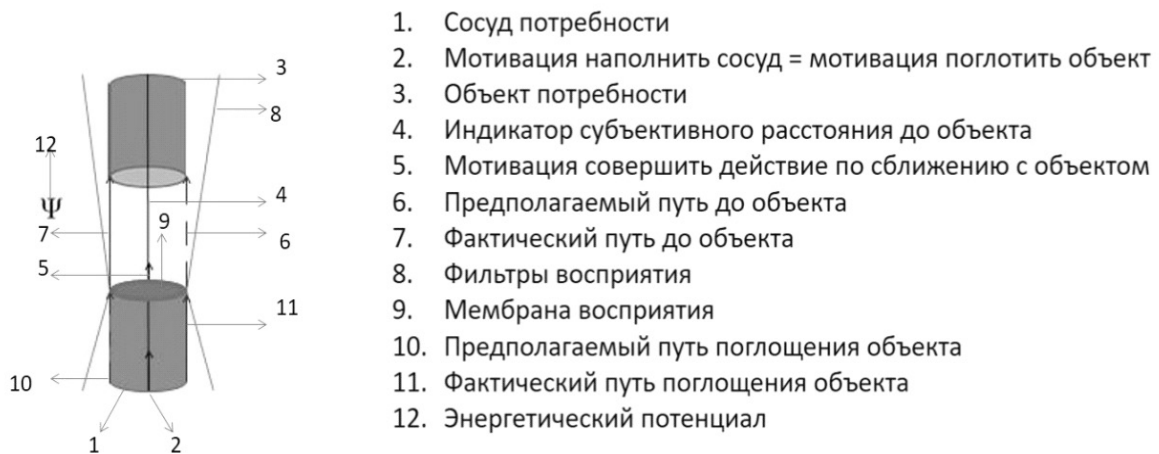 3
8
12
Ψ
4
9
7
6
5
11
10
1
2
1. Сосуд потребности
2. Мотивация наполнить сосуд = мотивация поглотить объект
3. Объект потребности
4. Индикатор субъективного расстояния до объекта
5. Мотивация совершить действие по сближению с объектом
6. Предполагаемый путь до объекта
7. Фактический путь до объекта
8. Фильтры восприятия
9. Мембрана восприятия
10. Предполагаемый путь поглощения объекта
11. Фактический путь поглощения объекта
12. Энергетический потенциал